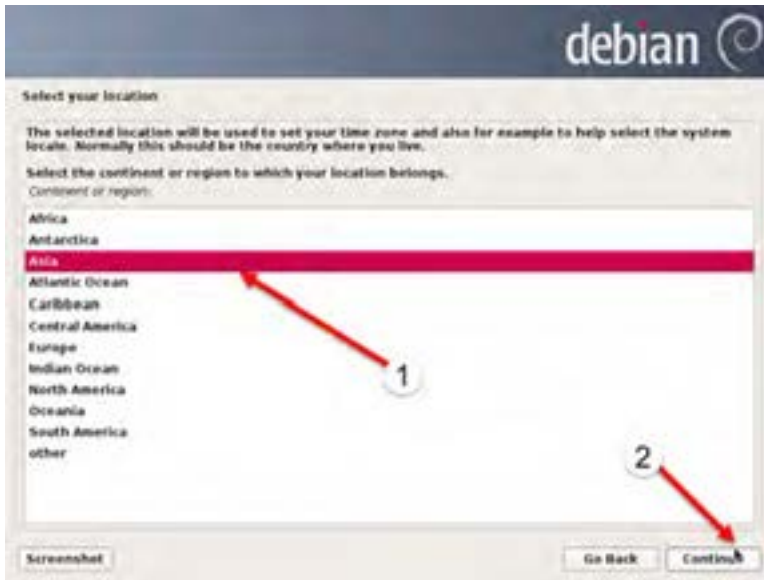 debian
Select your location
The selected location will be used to set your time zone and also for example to help select the system
locale. Normally this should be the country where you live.
Select the continent or region to which your location belongs.
Continent or region:
Africa
Antarctica
Asia
Atlantic Ocean
Caribbean
Central America
Europe
Indian Ocean
North America
Oceania
South America
other
1
2
Screenshot
Go Back
Continue